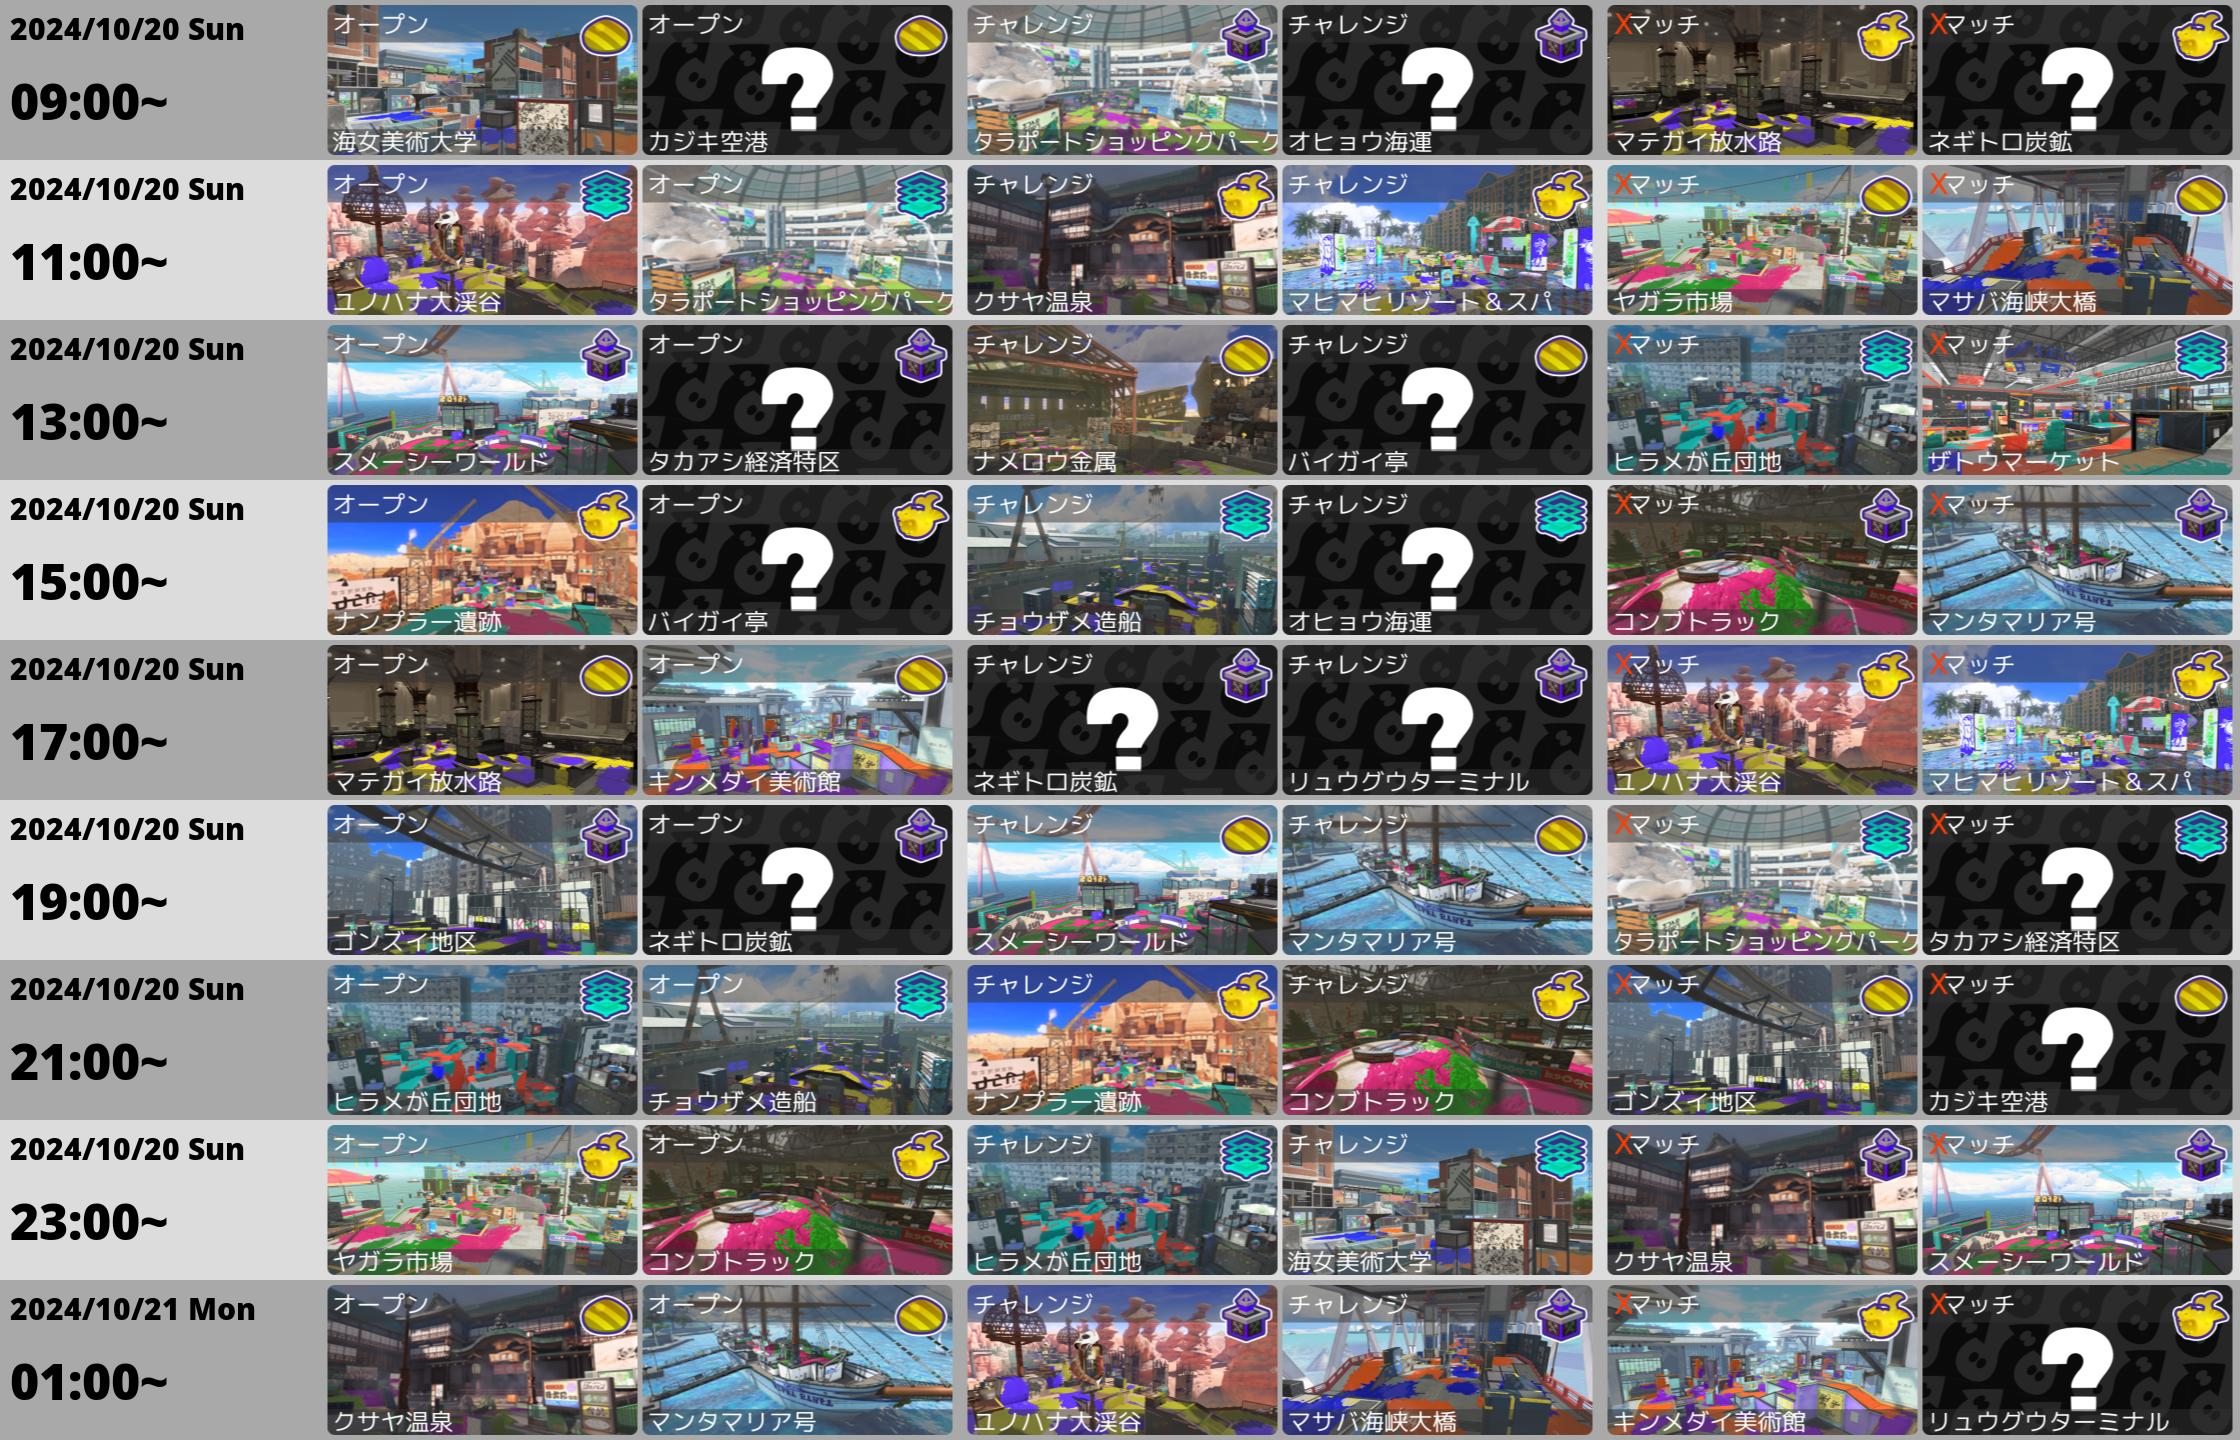 2024/10/20 Sun
09:00~
オープン
海女美術大学
オープン
カジキ空港
チャレンジ
タラポートショッピングパーク
チャレンジ
オヒョウ海運
Xマッチ
マテガイ放水路
Xマッチ
ネギトロ炭鉱
2024/10/20 Sun
11:00~
オープン
ユノハナ大渓谷
オープン
タラポートショッピングパーク
チャレンジ
クサヤ温泉
チャレンジ
マヒマヒリゾート＆スパ
Xマッチ
ヤガラ市場
Xマッチ
マサバ海峡大橋
2024/10/20 Sun
13:00~
オープン
スメーシーワールド
オープン
タカアシ経済特区
チャレンジ
ナメロウ金属
チャレンジ
バイガイ亭
Xマッチ
ヒラメが丘団地
Xマッチ
ザトウマーケット
2024/10/20 Sun
15:00~
オープン
ナンプラー遺跡
オープン
バイガイ亭
チャレンジ
チョウザメ造船
チャレンジ
オヒョウ海運
Xマッチ
コンブトラック
Xマッチ
マンタマリア号
2024/10/20 Sun
17:00~
オープン
マテガイ放水路
オープン
キンメダイ美術館
チャレンジ
ネギトロ炭鉱
チャレンジ
リュウグウターミナル
Xマッチ
ユノハナ大渓谷
Xマッチ
マヒマヒリゾート＆スパ
2024/10/20 Sun
19:00~
オープン
ゴンズイ地区
オープン
ネギトロ炭鉱
チャレンジ
スメーシーワールド
チャレンジ
マンタマリア号
Xマッチ
タラポートショッピングパーク
Xマッチ
タカアシ経済特区
2024/10/20 Sun
21:00~
オープン
ヒラメが丘団地
オープン
チョウザメ造船
チャレンジ
ナンプラー遺跡
チャレンジ
コンブトラック
Xマッチ
ゴンズイ地区
Xマッチ
カジキ空港
2024/10/20 Sun
23:00~
オープン
ヤガラ市場
オープン
コンブトラック
チャレンジ
ヒラメが丘団地
チャレンジ
海女美術大学
Xマッチ
クサヤ温泉
Xマッチ
スメーシーワールド
2024/10/21 Mon
01:00~
オープン
クサヤ温泉
オープン
マンタマリア号
チャレンジ
ユノハナ大渓谷
チャレンジ
マサバ海峡大橋
Xマッチ
キンメダイ美術館
Xマッチ
リュウグウターミナル